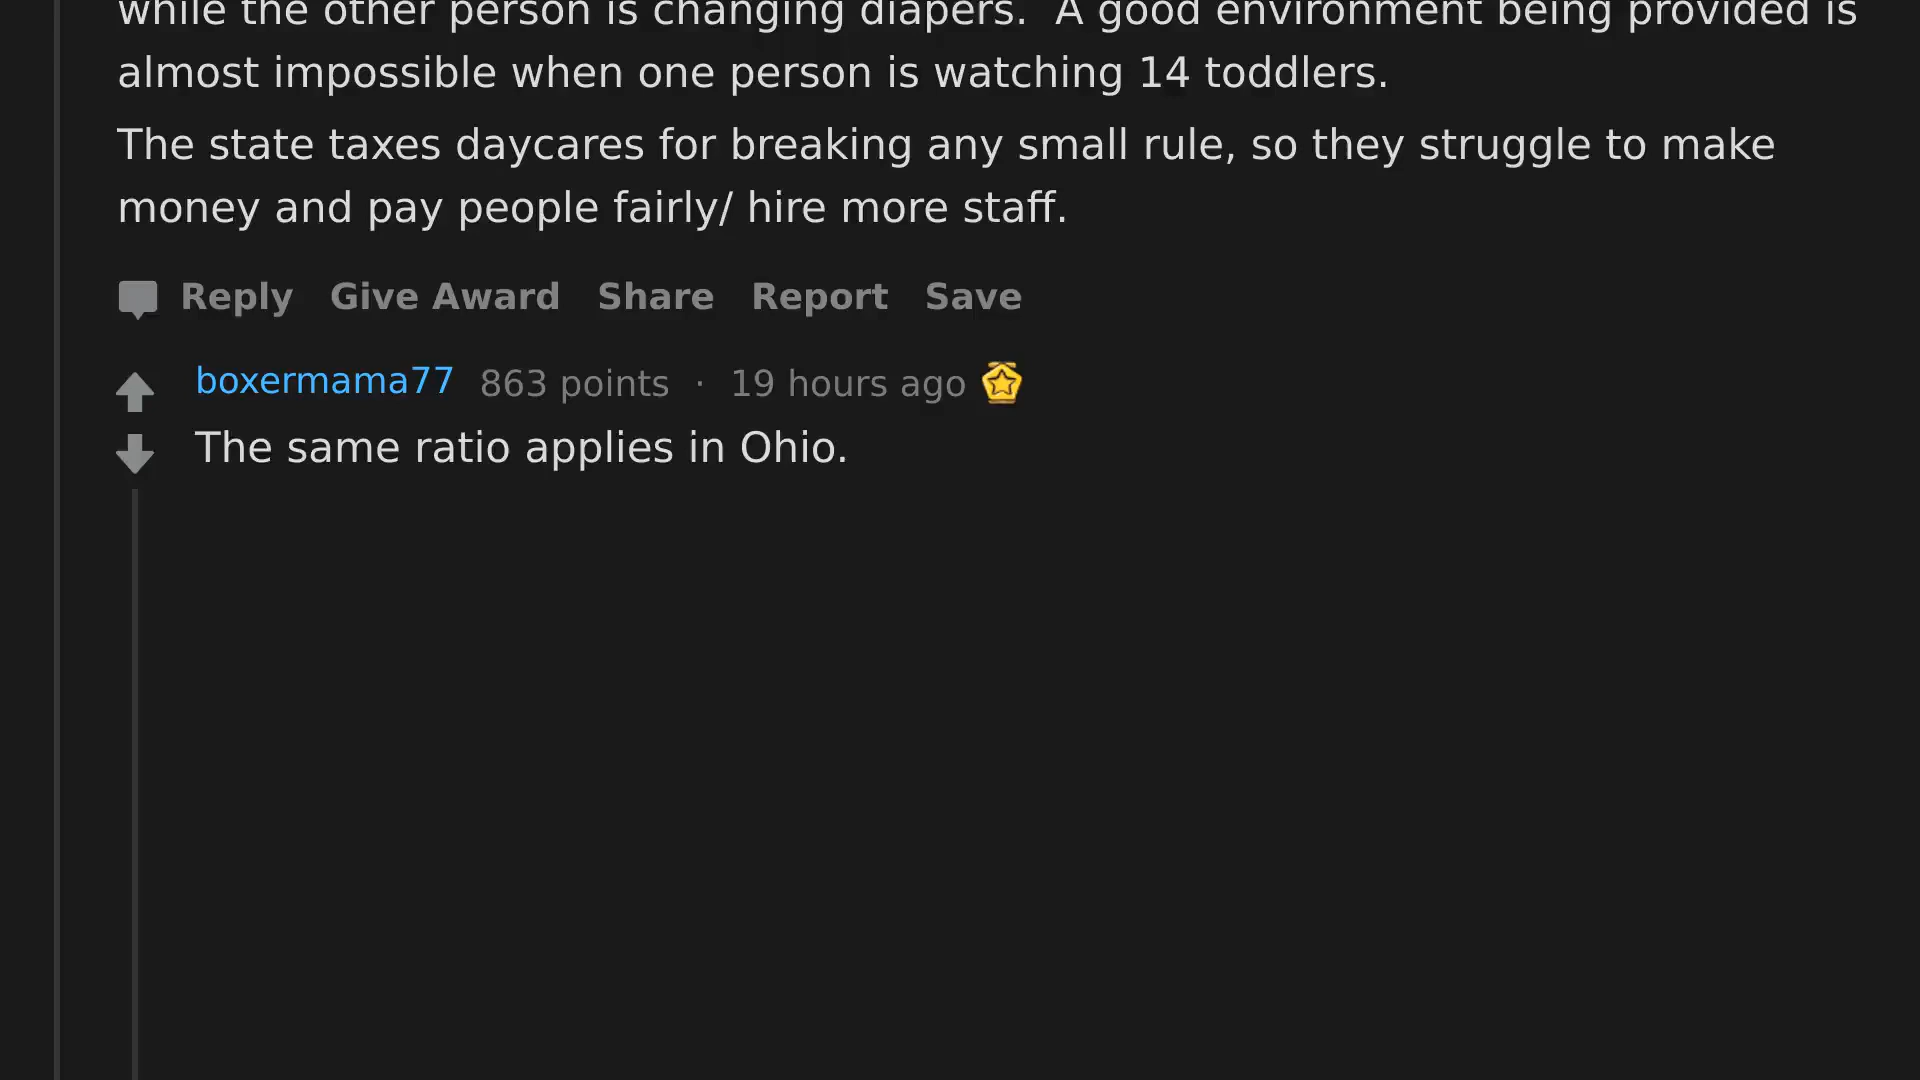 while the other person is changing diapers.  A good environment being provided is
almost impossible when one person is watching 14 toddlers.
The state taxes daycares for breaking any small rule, so they struggle to make
money and pay people fairly/ hire more staff.
Reply Give Award Share Report Save
boxermama77 863 points · 19 hours ago
The same ratio applies in Ohio.